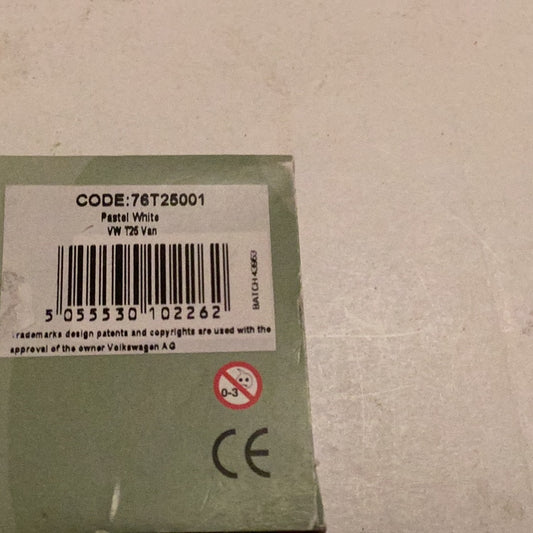 CODE:76T25001
Pastel White
VW T25 Van
BATCH 43953
5 055530 102262
Trademarks design patents and copyrights are used with the
approval of the owner Volkswagen AG
0-3
CE